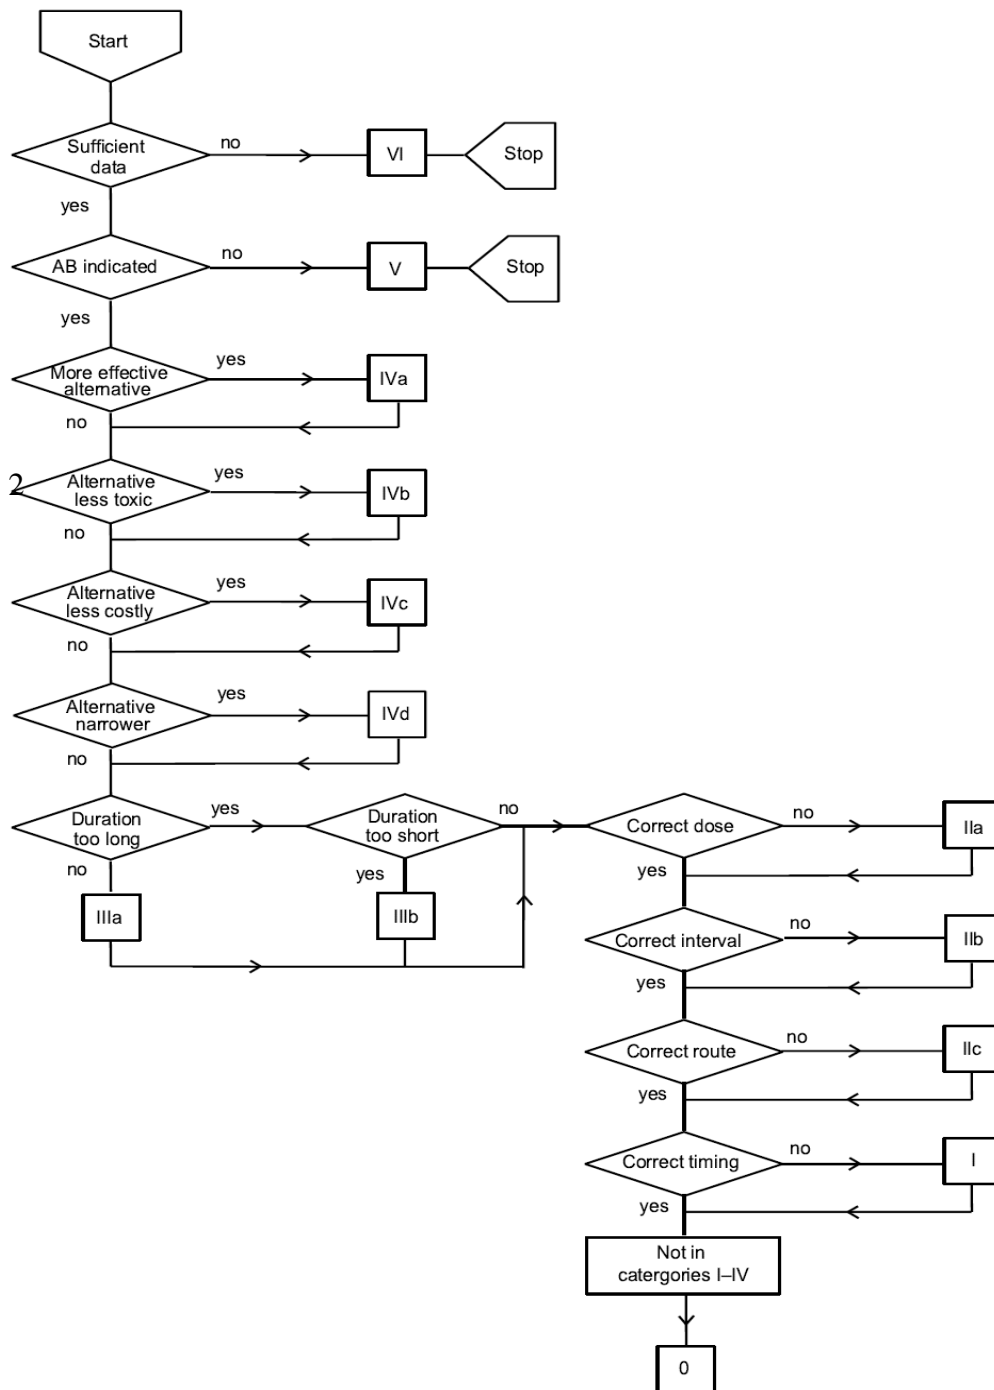 Start
Sufficient
data
no
VI
Stop
yes
AB indicated
no
V
Stop
yes
More effective
alternative
yes
IVa
no
2
Alternative
less toxic
yes
IVb
no
Alternative
less costly
yes
IVc
no
Alternative
narrower
yes
IVd
no
Duration
too long
yes
no
IIIa
Duration
too short
no
yes
IIIb
Correct dose
no
IIa
yes
Correct interval
no
IIb
yes
Correct route
no
IIc
yes
Correct timing
no
I
yes
Not in
catergories I–IV
0